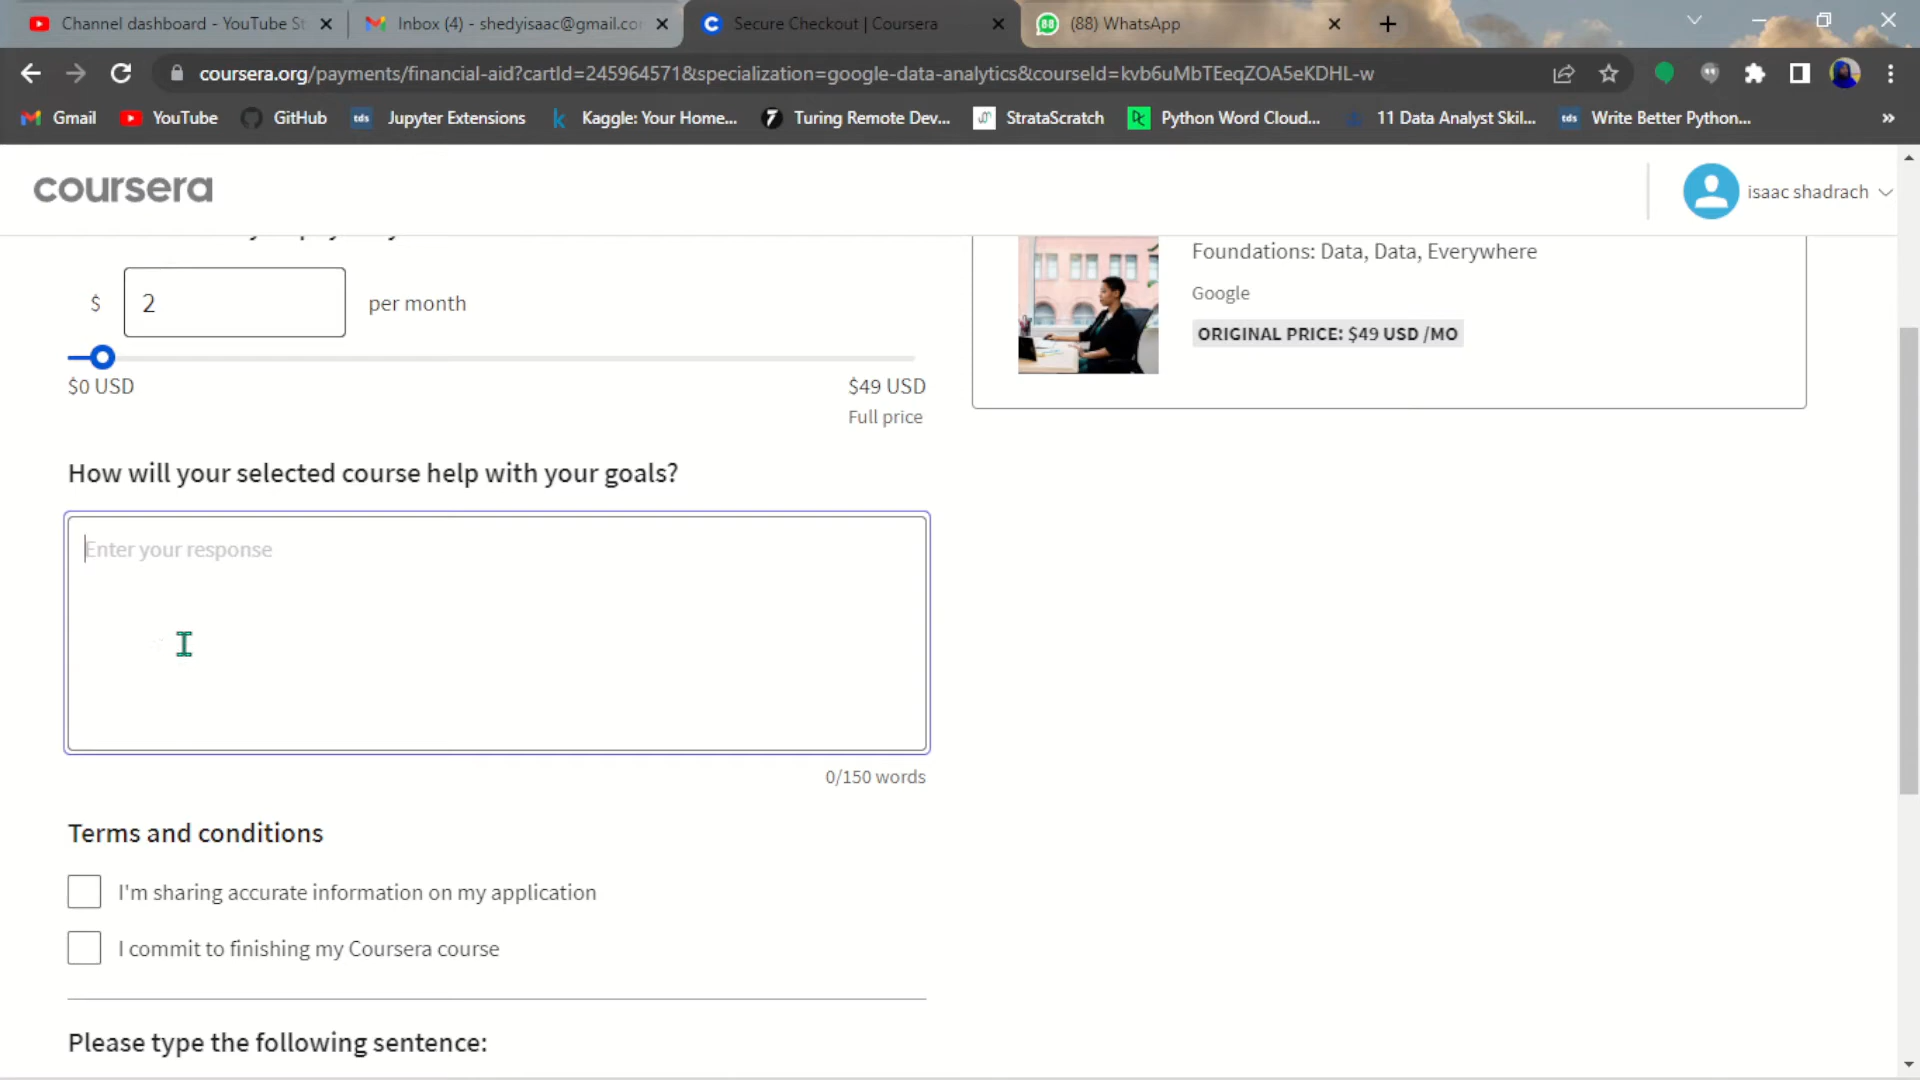 Channel dashboard - YouTube St
Inbox (4) - shedyisaac@gmail.co
Secure Checkout | Coursera
(88) WhatsApp
coursera.org/payments/financial-aid?cartId=245964571&specialization=google-data-analytics&courseId=kvb6uMbTEeqZOA5eKDHL-w
Gmail
YouTube
GitHub
tds
Jupyter Extensions
Kaggle: Your Home...
Turing Remote Dev...
StrataScratch
Python Word Cloud...
11 Data Analyst Skil...
tds
Write Better Python...
coursera
isaac shadrach
Foundations: Data, Data, Everywhere
Google
ORIGINAL PRICE: $49 USD /MO
$ 2 per month
$0 USD
$49 USD
Full price
How will your selected course help with your goals?
Enter your response
0/150 words
Terms and conditions
I'm sharing accurate information on my application
I commit to finishing my Coursera course
Please type the following sentence: